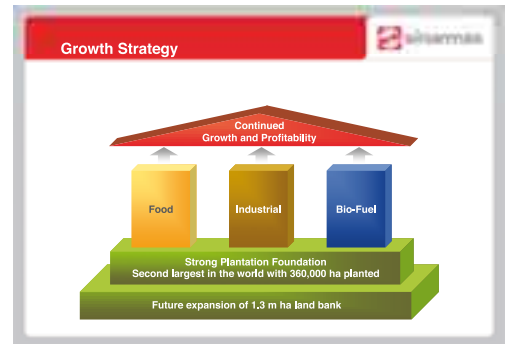 Growth Strategy
sinarmas
Continued
Growth and Profitability
Food
Industrial
Bio-Fuel
Strong Plantation Foundation
Second largest in the world with 360,000 ha planted
Future expansion of 1.3 m ha land bank